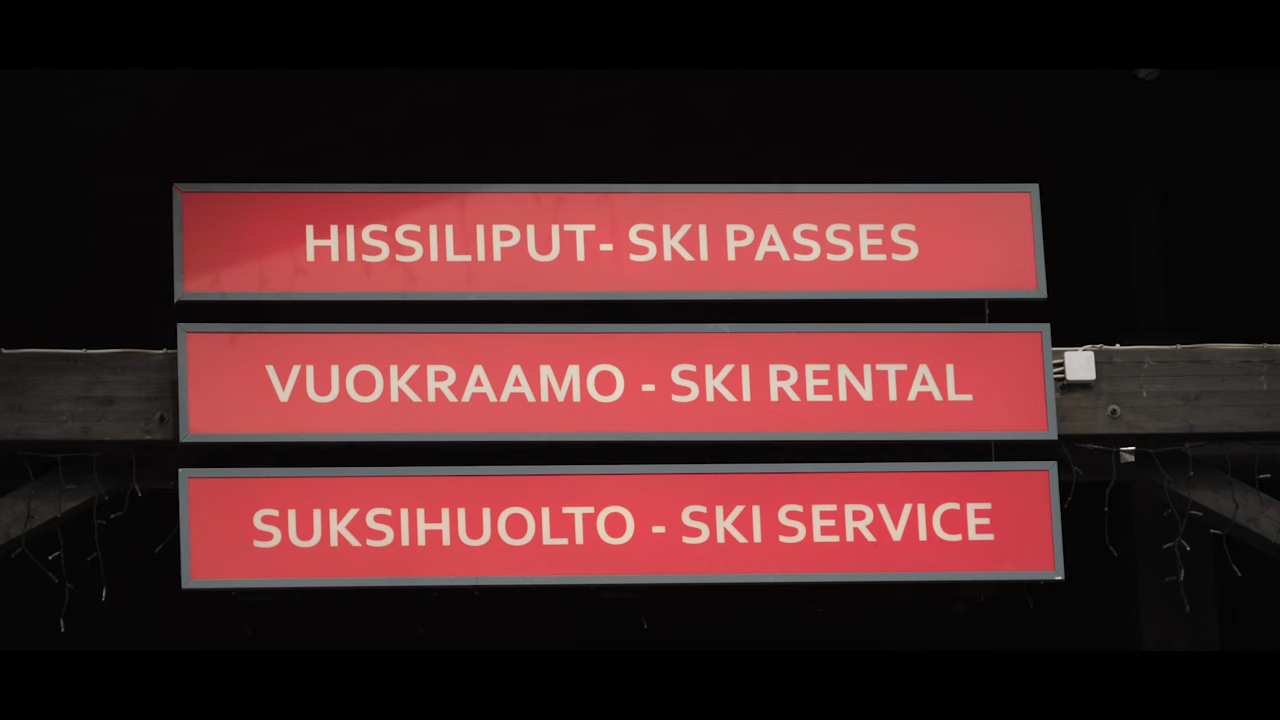 HISSILIPUT- SKI PASSES
VUOKRAAMO - SKI RENTAL
SUKSIHUOLTO - SKI SERVICE